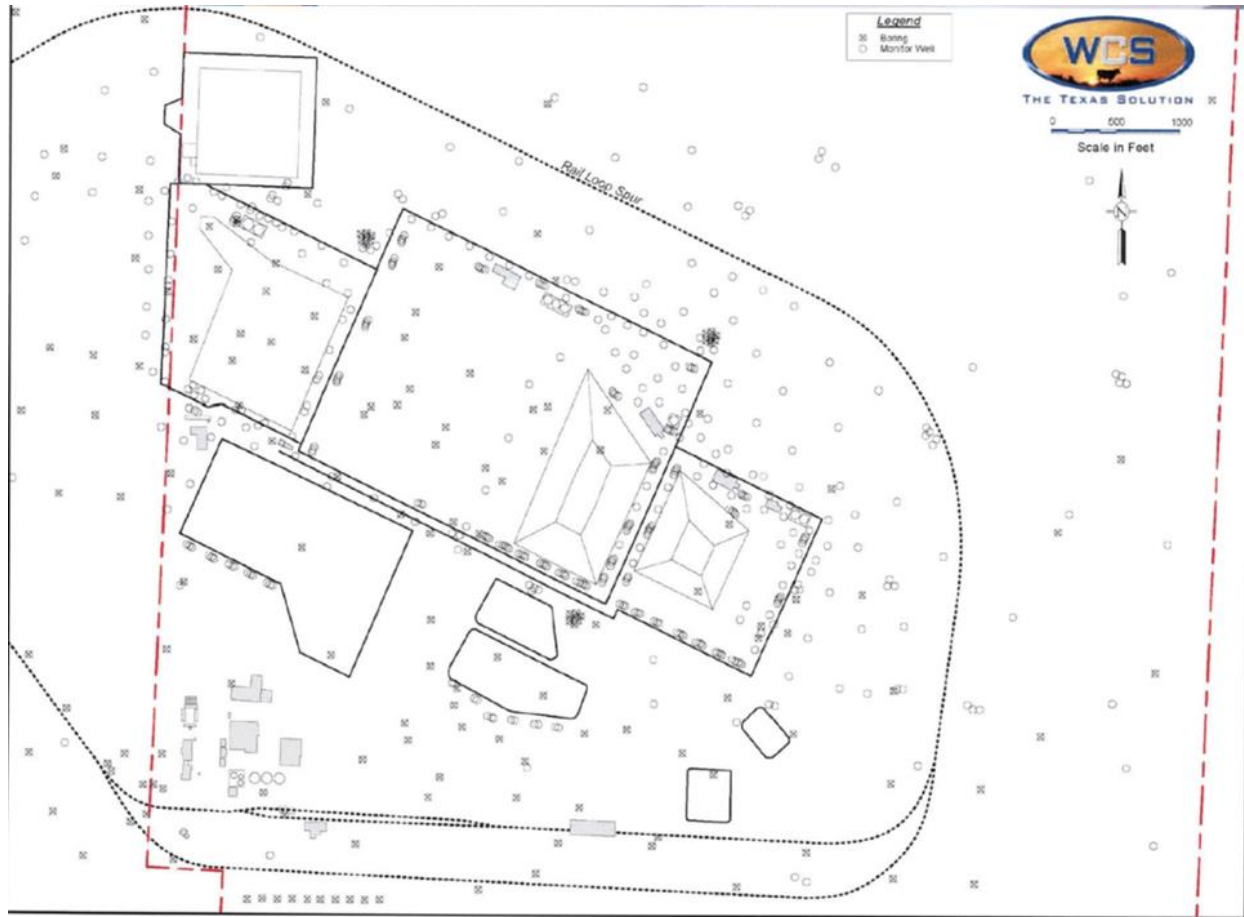 Legend
Boring
Monitor Well
WCS
THE TEXAS SOLUTION
0 500 1000
Scale in Feet
N
Rail Loop Spur